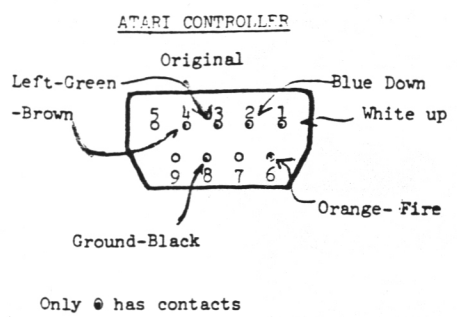 ATARI CONTROLLER
Original
Left-Green
Blue Down
-Brown
5 4 3 2 1
White up
9 8 7 6
Orange- Fire
Ground-Black
Only has contacts